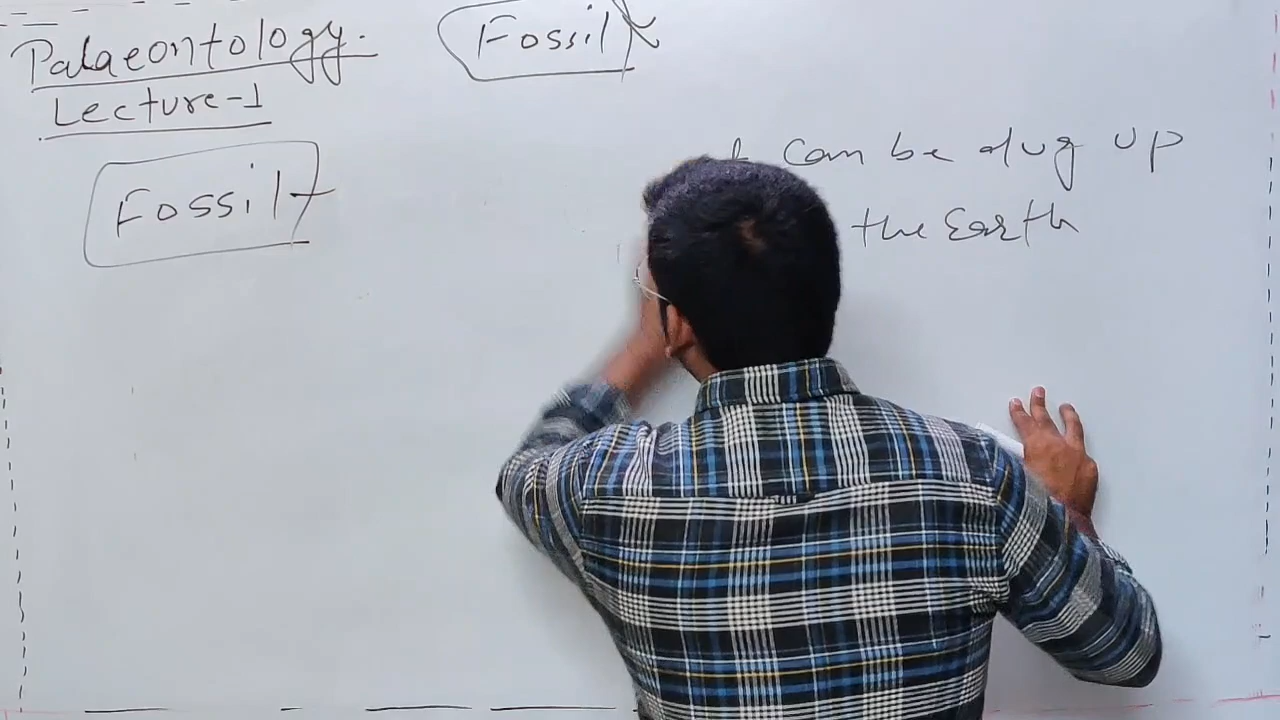 Palaeontology.
Lecture-1
Fossil
Fossil
can be dug up
the Earth